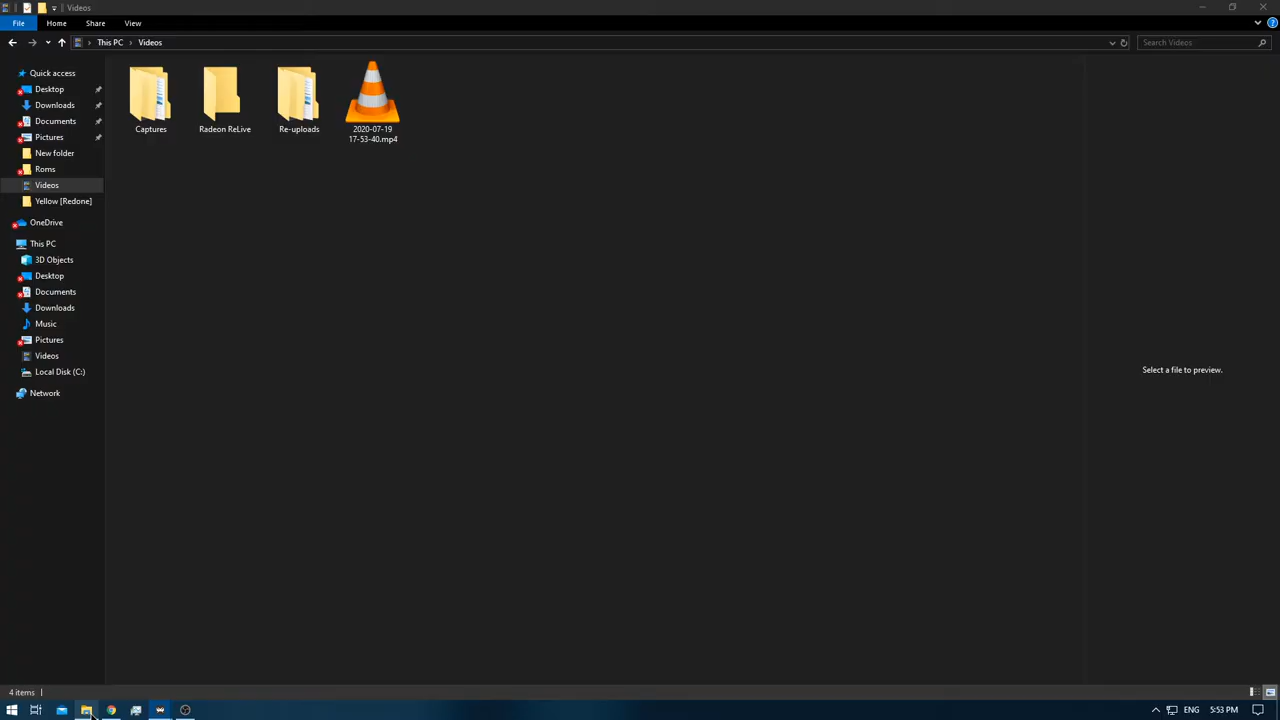 Videos
File Home Share View
This PC Videos Search Videos
Quick access
Desktop
Downloads
Documents
Pictures
New folder
Roms
Videos
Yellow [Redone]
OneDrive
This PC
3D Objects
Desktop
Documents
Downloads
Music
Pictures
Videos
Local Disk (C:)
Network
Captures
Radeon ReLive
Re-uploads
2020-07-19
17-53-40.mp4
Select a file to preview.
4 items
ENG 5:53 PM